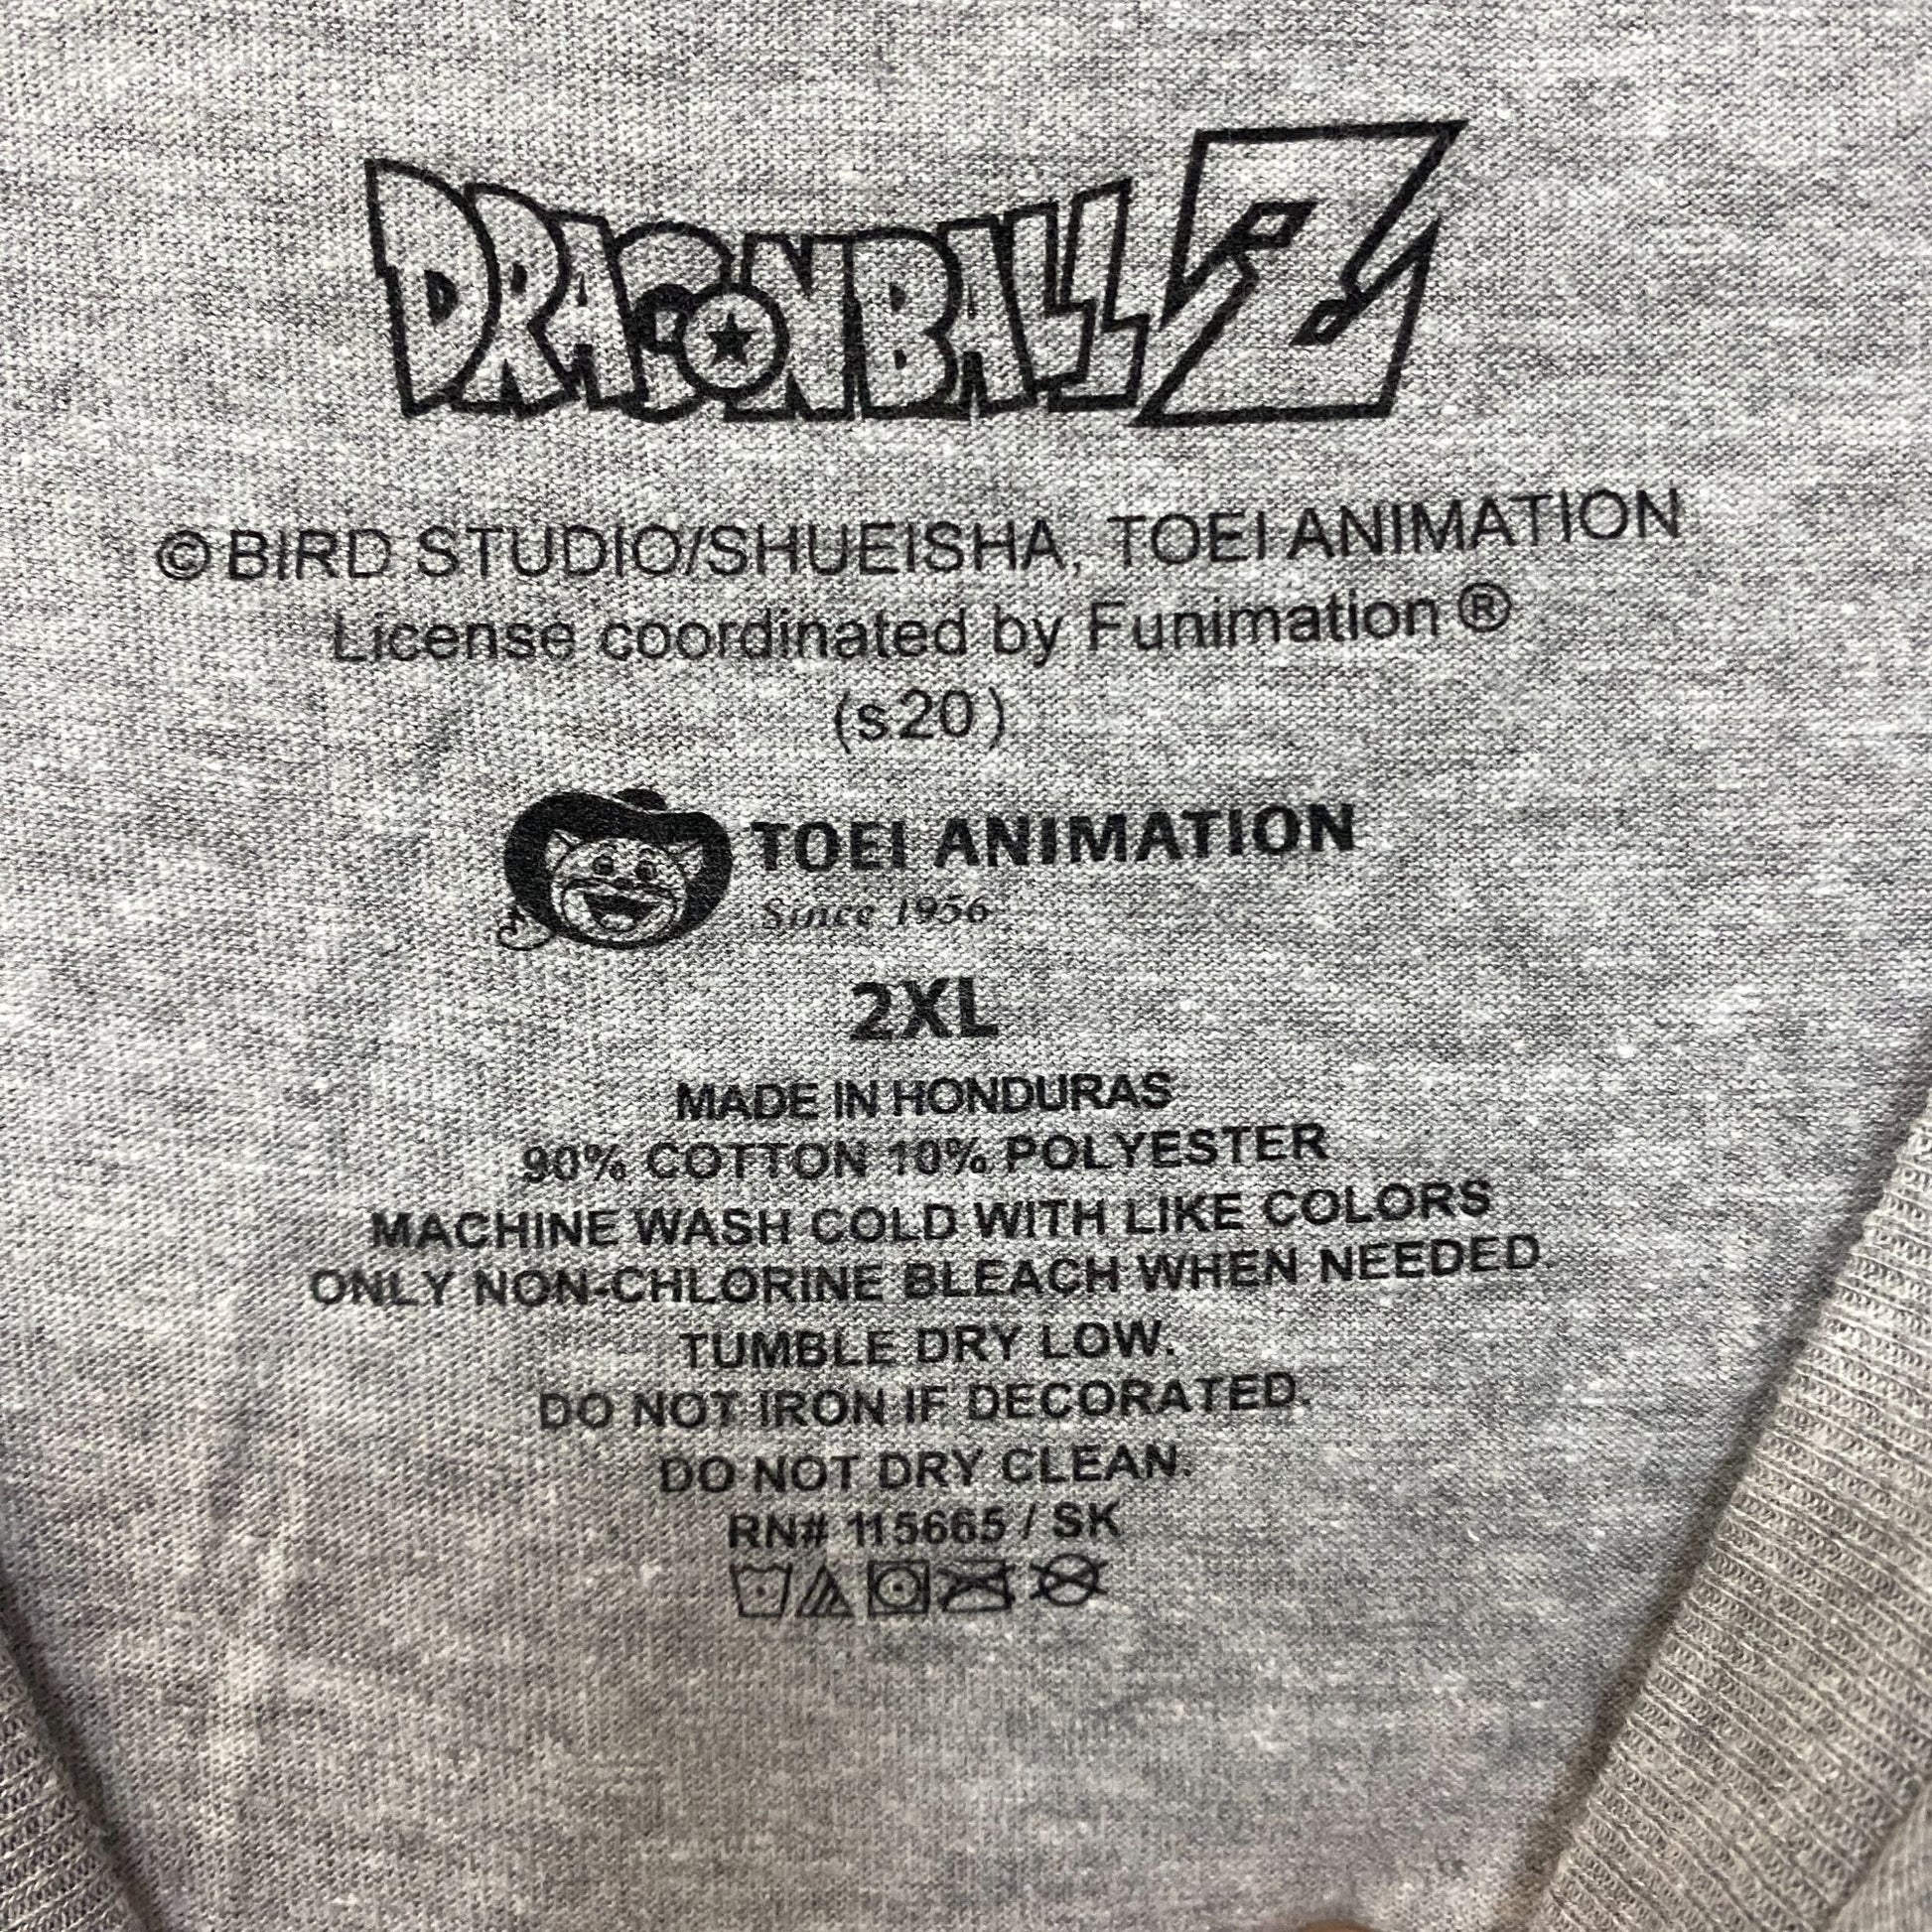 DRAGONBALL Z
©BIRD STUDIO/SHUEISHA, TOEI ANIMATION
License coordinated by Funimation ®
(s20)
TOEI ANIMATION
Since 1956
2XL
MADE IN HONDURAS
90% COTTON 10% POLYESTER
MACHINE WASH COLD WITH LIKE COLORS
ONLY NON-CHLORINE BLEACH WHEN NEEDED.
TUMBLE DRY LOW.
DO NOT IRON IF DECORATED.
DO NOT DRY CLEAN.
RN# 115665 / SK